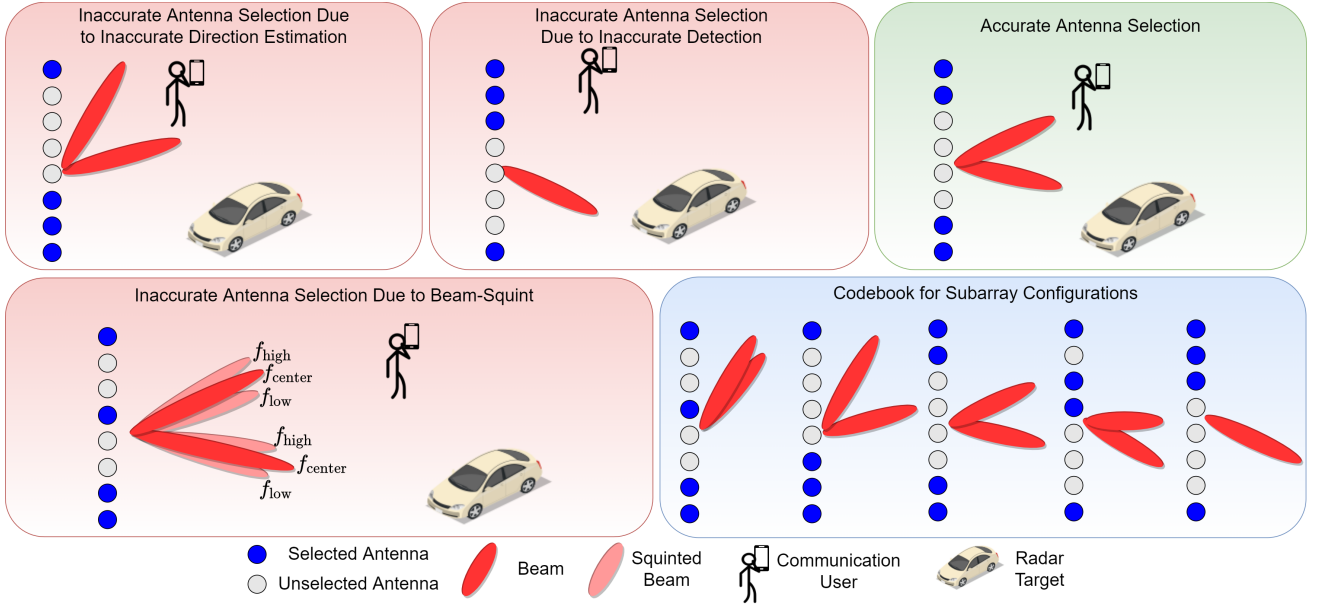 Inaccurate Antenna Selection Due
to Inaccurate Direction Estimation
Inaccurate Antenna Selection
Due to Inaccurate Detection
Accurate Antenna Selection
Inaccurate Antenna Selection Due to Beam-Squint
f_high
f_center
f_low
f_high
f_center
f_low
Codebook for Subarray Configurations
Selected Antenna
Unselected Antenna
Beam
Squinted
Beam
Communication
User
Radar
Target